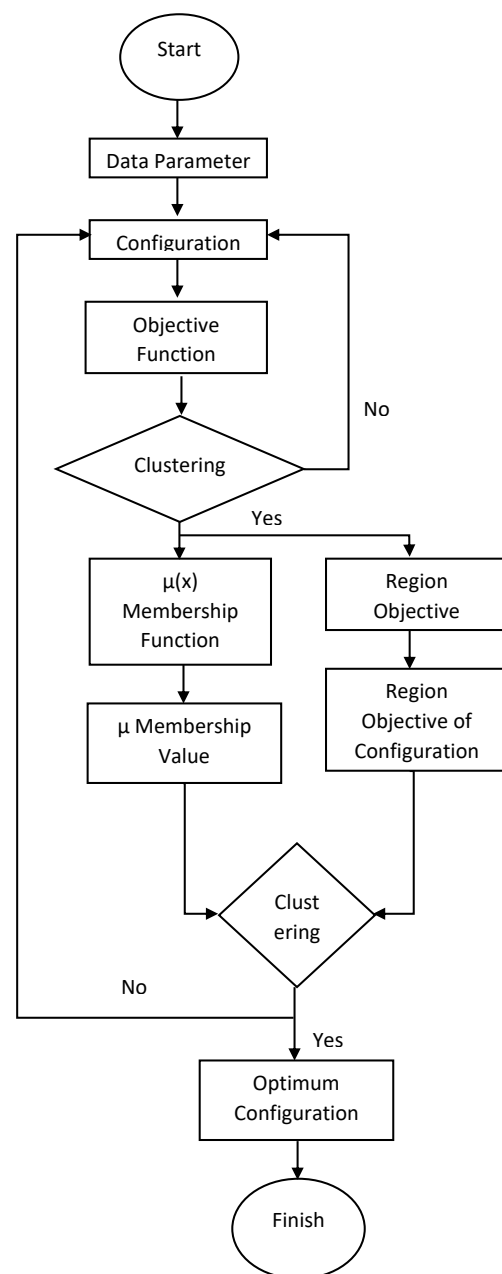 Start
Data Parameter
Configuration
Objective
Function
No
Clustering
Yes
μ(x)
Membership
Function
Region
Objective
μ Membership
Value
Region
Objective of
Configuration
Clust
ering
No
Yes
Optimum
Configuration
Finish